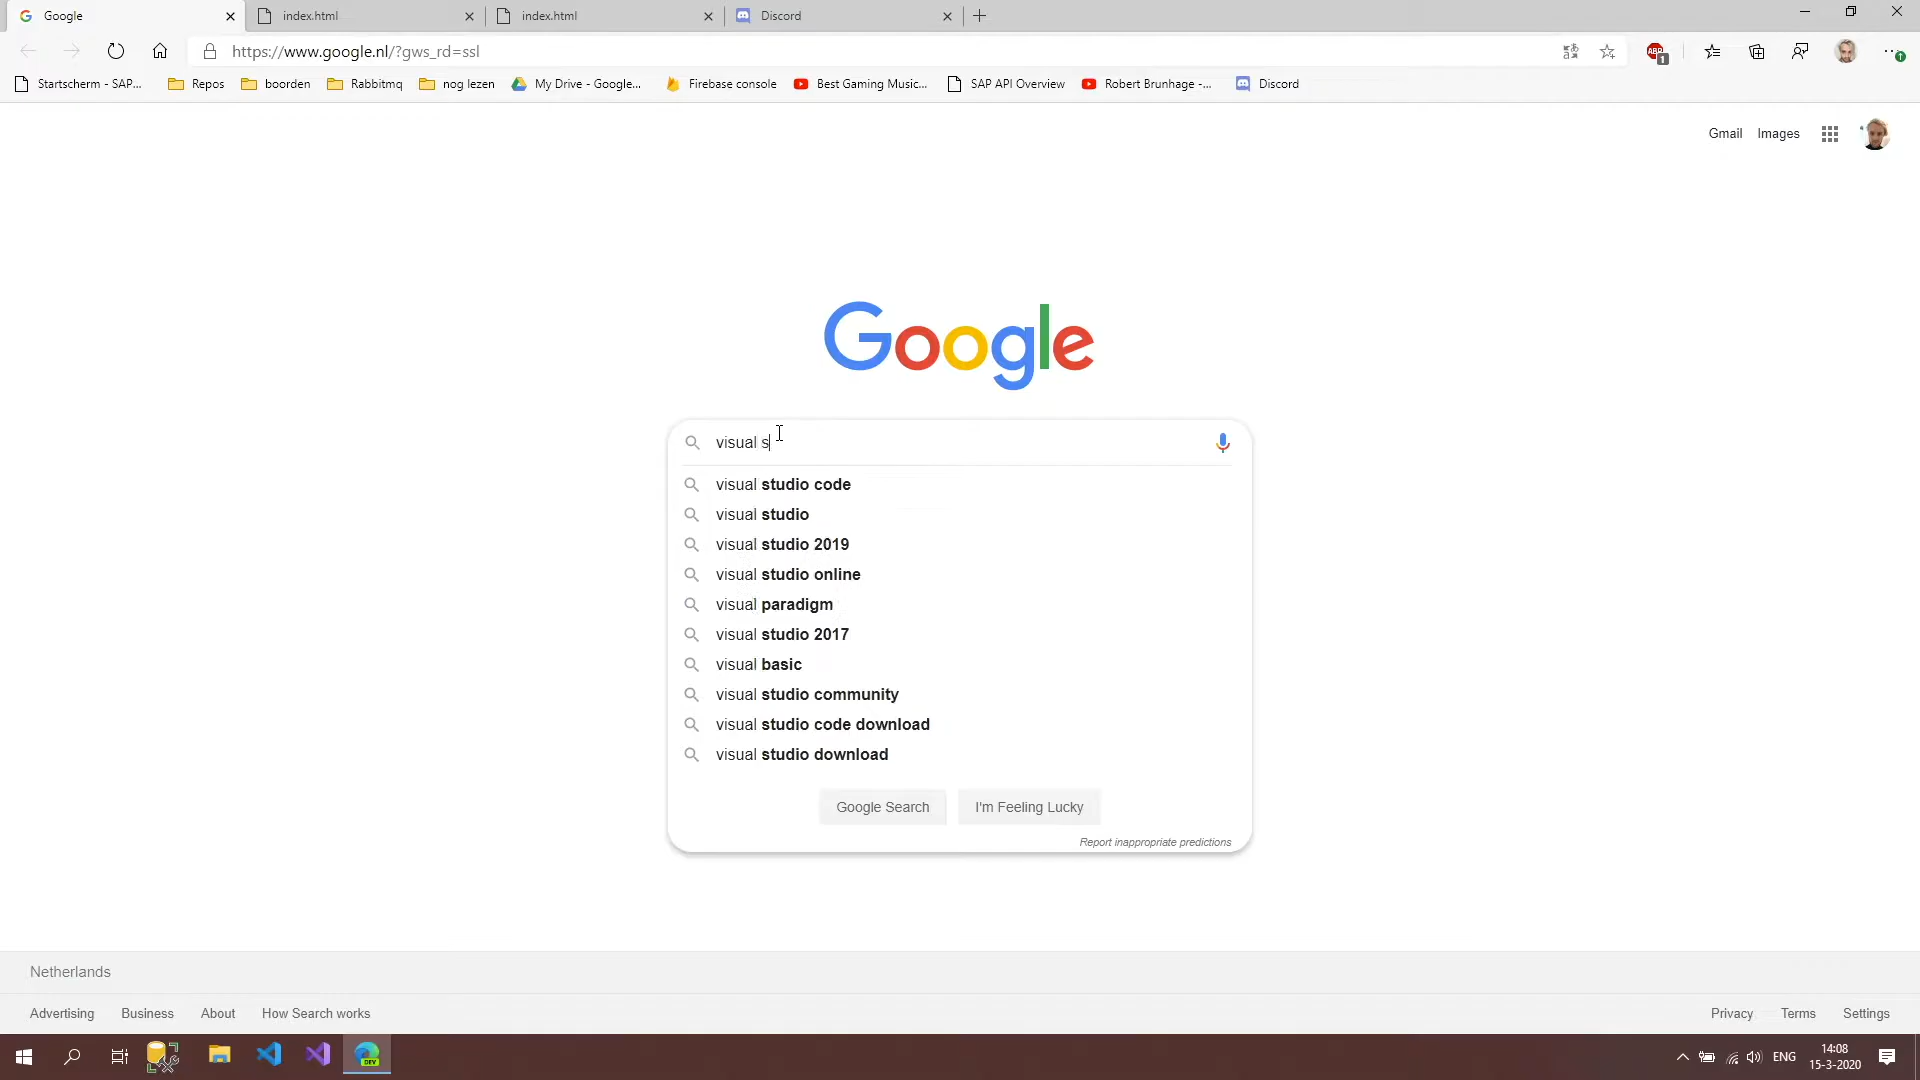 Google
index.html
index.html
Discord
https://www.google.nl/?gws_rd=ssl
ABP
1
Startscherm - SAP...
Repos
boorden
Rabbitmq
nog lezen
My Drive - Google...
Firebase console
Best Gaming Music...
SAP API Overview
Robert Brunhage -...
Discord
Gmail
Images
Google
visual s
visual studio code
visual studio
visual studio 2019
visual studio online
visual paradigm
visual studio 2017
visual basic
visual studio community
visual studio code download
visual studio download
Google Search
I'm Feeling Lucky
Report inappropriate predictions
Netherlands
Advertising
Business
About
How Search works
Privacy
Terms
Settings
DEV
ENG
14:08
15-3-2020